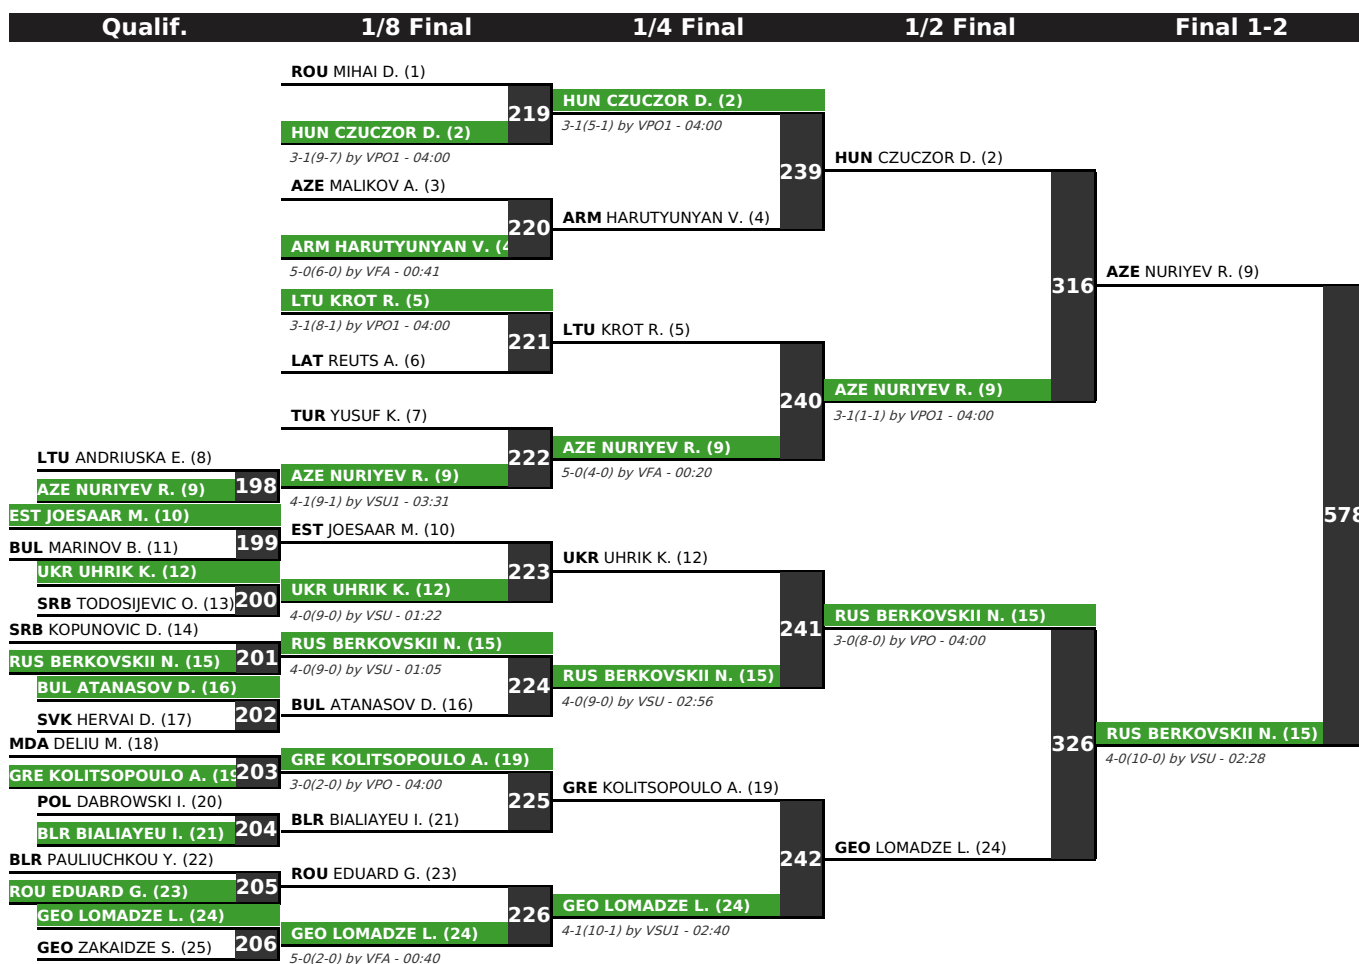 Qualif.
1/8 Final
1/4 Final
1/2 Final
Final 1-2
LTU ANDRIUSKA E. (8)
AZE NURIYEV R. (9)
198
EST JOESAAR M. (10)
BUL MARINOV B. (11)
199
UKR UHRIK K. (12)
SRB TODOSIJEVIC O. (13)
200
SRB KOPUNOVIC D. (14)
RUS BERKOVSKII N. (15)
201
BUL ATANASOV D. (16)
SVK HERVAI D. (17)
202
MDA DELIU M. (18)
GRE KOLITSOPOULO A. (19
203
POL DABROWSKI I. (20)
BLR BIALIAYEU I. (21)
204
BLR PAULIUCHKOU Y. (22)
ROU EDUARD G. (23)
205
GEO LOMADZE L. (24)
GEO ZAKAIDZE S. (25)
206
ROU MIHAI D. (1)
219
HUN CZUCZOR D. (2)
3-1(9-7) by VPO1 - 04:00
AZE MALIKOV A. (3)
220
ARM HARUTYUNYAN V. (4
5-0(6-0) by VFA - 00:41
LTU KROT R. (5)
3-1(8-1) by VPO1 - 04:00
221
LAT REUTS A. (6)
TUR YUSUF K. (7)
222
AZE NURIYEV R. (9)
4-1(9-1) by VSU1 - 03:31
EST JOESAAR M. (10)
223
UKR UHRIK K. (12)
4-0(9-0) by VSU - 01:22
RUS BERKOVSKII N. (15)
4-0(9-0) by VSU - 01:05
224
BUL ATANASOV D. (16)
GRE KOLITSOPOULO A. (19)
3-0(2-0) by VPO - 04:00
225
BLR BIALIAYEU I. (21)
ROU EDUARD G. (23)
226
GEO LOMADZE L. (24)
5-0(2-0) by VFA - 00:40
HUN CZUCZOR D. (2)
3-1(5-1) by VPO1 - 04:00
239
ARM HARUTYUNYAN V. (4)
LTU KROT R. (5)
240
AZE NURIYEV R. (9)
5-0(4-0) by VFA - 00:20
UKR UHRIK K. (12)
241
RUS BERKOVSKII N. (15)
4-0(9-0) by VSU - 02:56
GRE KOLITSOPOULO A. (19)
242
GEO LOMADZE L. (24)
4-1(10-1) by VSU1 - 02:40
HUN CZUCZOR D. (2)
316
AZE NURIYEV R. (9)
3-1(1-1) by VPO1 - 04:00
RUS BERKOVSKII N. (15)
3-0(8-0) by VPO - 04:00
326
GEO LOMADZE L. (24)
AZE NURIYEV R. (9)
578
RUS BERKOVSKII N. (15)
4-0(10-0) by VSU - 02:28